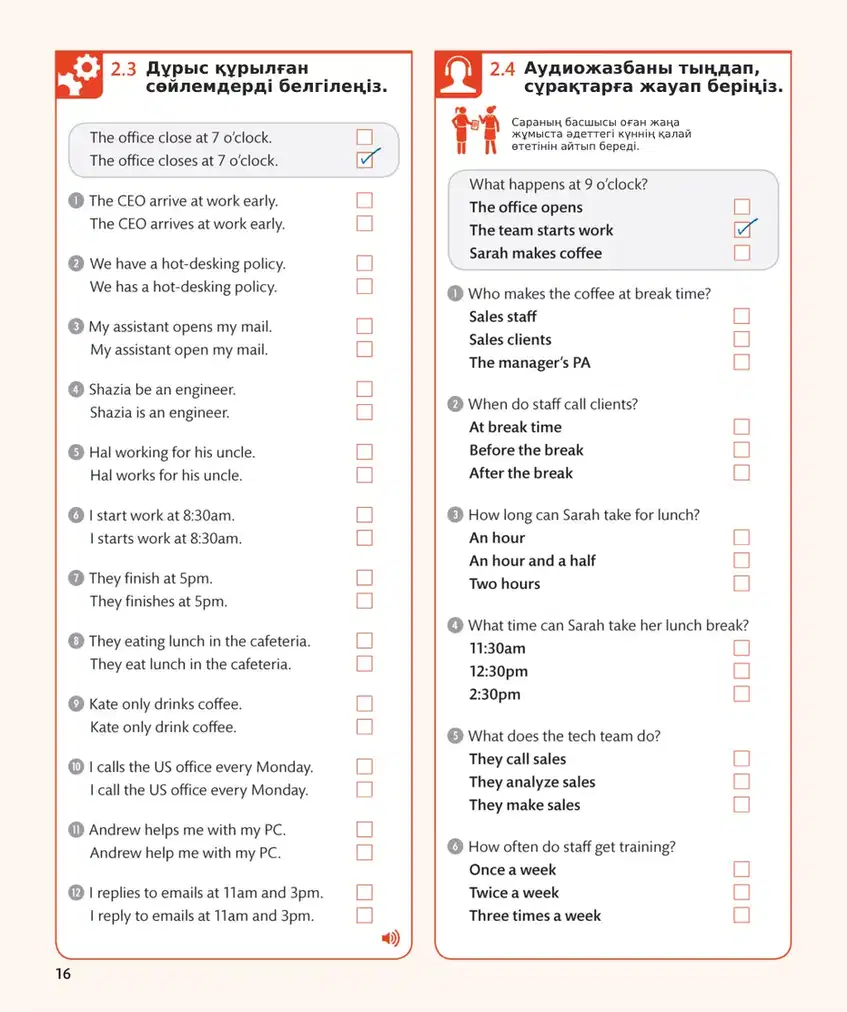 2.3 Дұрыс құрылған
сөйлемдерді белгілеңіз.
The office close at 7 o’clock.
The office closes at 7 o’clock.
1 The CEO arrive at work early.
The CEO arrives at work early.
2 We have a hot-desking policy.
We has a hot-desking policy.
3 My assistant opens my mail.
My assistant open my mail.
4 Shazia be an engineer.
Shazia is an engineer.
5 Hal working for his uncle.
Hal works for his uncle.
6 I start work at 8:30am.
I starts work at 8:30am.
7 They finish at 5pm.
They finishes at 5pm.
8 They eating lunch in the cafeteria.
They eat lunch in the cafeteria.
9 Kate only drinks coffee.
Kate only drink coffee.
10 I calls the US office every Monday.
I call the US office every Monday.
11 Andrew helps me with my PC.
Andrew help me with my PC.
12 I replies to emails at 11am and 3pm.
I reply to emails at 11am and 3pm.
2.4 Аудиожазбаны тыңдап,
сұрақтарға жауап беріңіз.
Сараның басшысы оған жаңа
жұмыста әдеттегі күннің қалай
өтетінін айтып береді.
What happens at 9 o’clock?
The office opens
The team starts work
Sarah makes coffee
1 Who makes the coffee at break time?
Sales staff
Sales clients
The manager’s PA
2 When do staff call clients?
At break time
Before the break
After the break
3 How long can Sarah take for lunch?
An hour
An hour and a half
Two hours
4 What time can Sarah take her lunch break?
11:30am
12:30pm
2:30pm
5 What does the tech team do?
They call sales
They analyze sales
They make sales
6 How often do staff get training?
Once a week
Twice a week
Three times a week
16